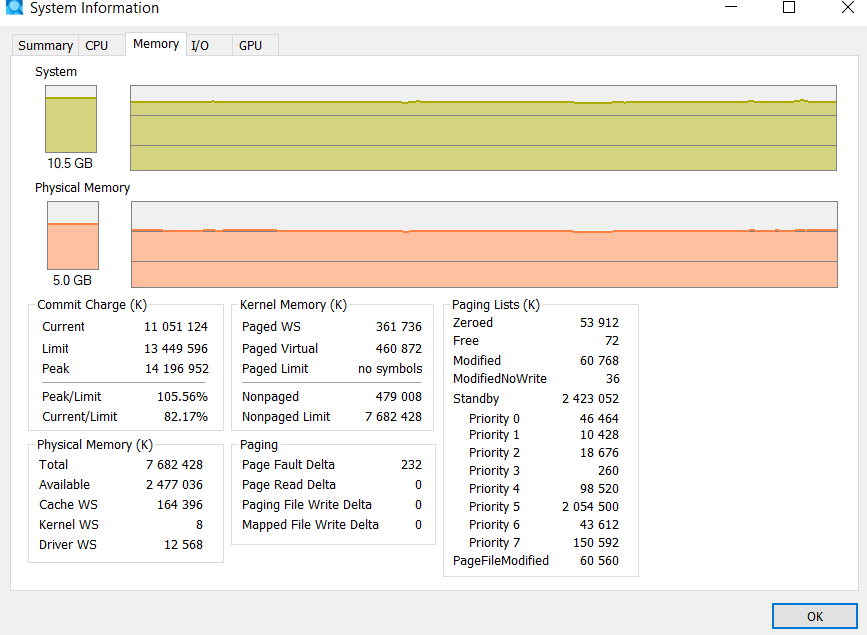 System Information
Summary CPU Memory I/O GPU
System
10.5 GB
Physical Memory
5.0 GB
Commit Charge (K)
Current 11 051 124
Limit 13 449 596
Peak 14 196 952
Peak/Limit 105.56%
Current/Limit 82.17%
Physical Memory (K)
Total 7 682 428
Available 2 477 036
Cache WS 164 396
Kernel WS 8
Driver WS 12 568
Kernel Memory (K)
Paged WS 361 736
Paged Virtual 460 872
Paged Limit no symbols
Nonpaged 479 008
Nonpaged Limit 7 682 428
Paging
Page Fault Delta 232
Page Read Delta 0
Paging File Write Delta 0
Mapped File Write Delta 0
Paging Lists (K)
Zeroed 53 912
Free 72
Modified 60 768
ModifiedNoWrite 36
Standby 2 423 052
Priority 0 46 464
Priority 1 10 428
Priority 2 18 676
Priority 3 260
Priority 4 98 520
Priority 5 2 054 500
Priority 6 43 612
Priority 7 150 592
PageFileModified 60 560
OK